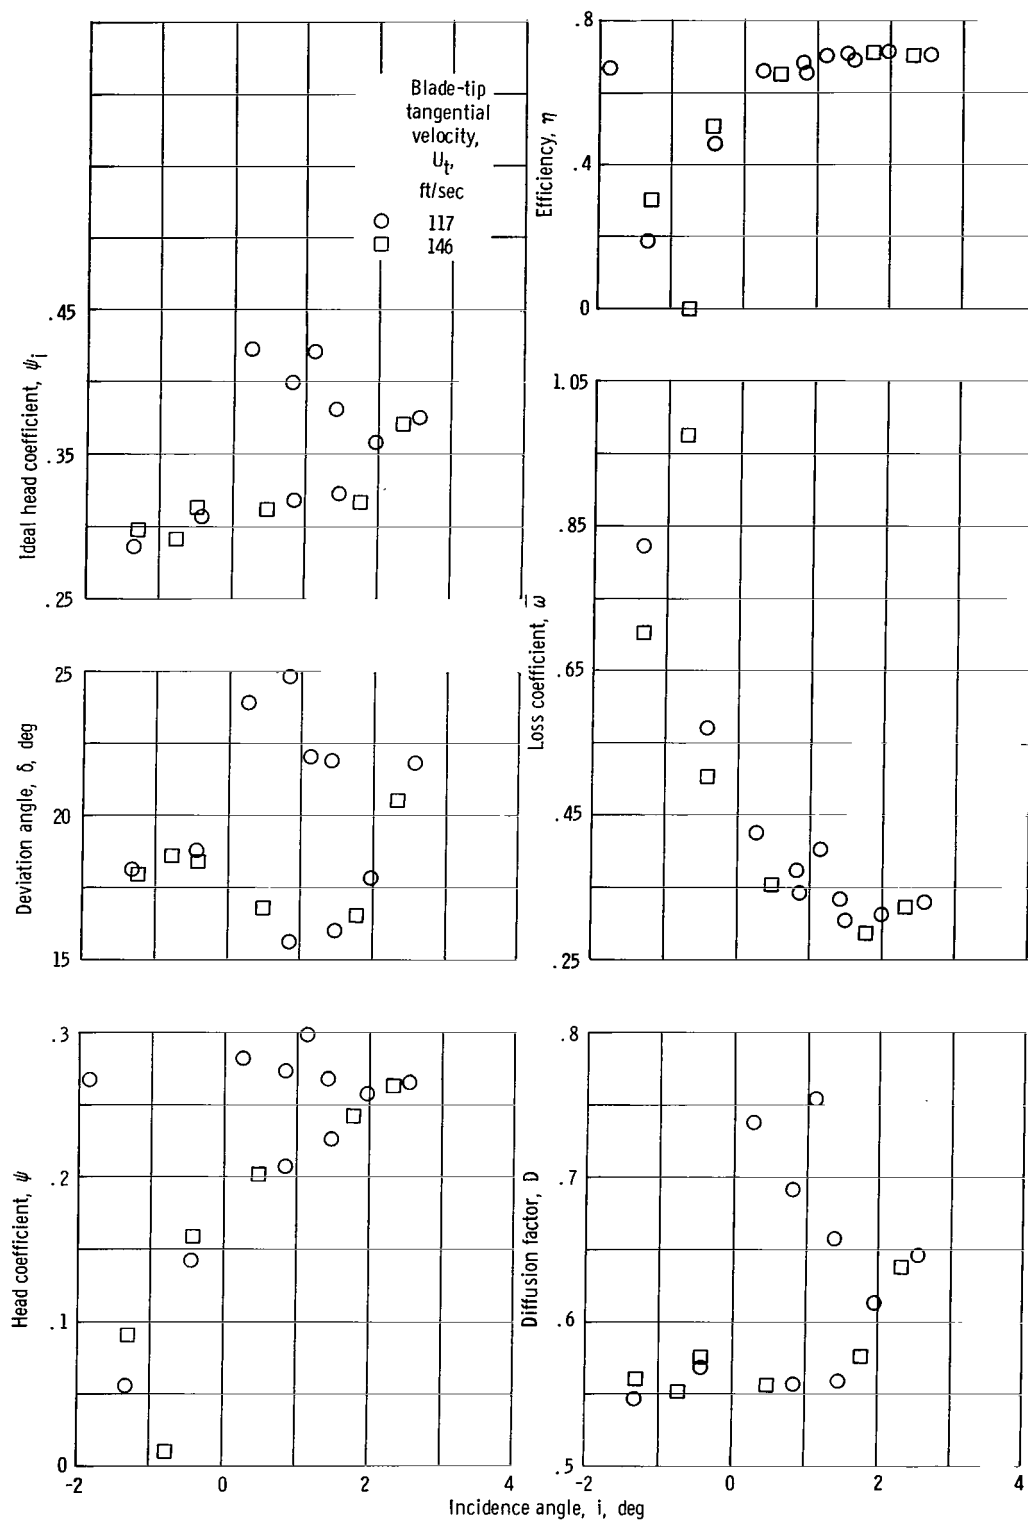 Blade-tip
tangential
velocity,
U_t,
ft/sec
117
146
Ideal head coefficient, ψ_i
.45
.35
.25
Efficiency, η
.8
.4
0
Deviation angle, δ, deg
25
20
15
Loss coefficient, ω̅
1.05
.85
.65
.45
.25
Head coefficient, ψ
.3
.2
.1
0
-2
0
2
4
Diffusion factor, D
.8
.7
.6
.5
-2
0
2
4
Incidence angle, i, deg